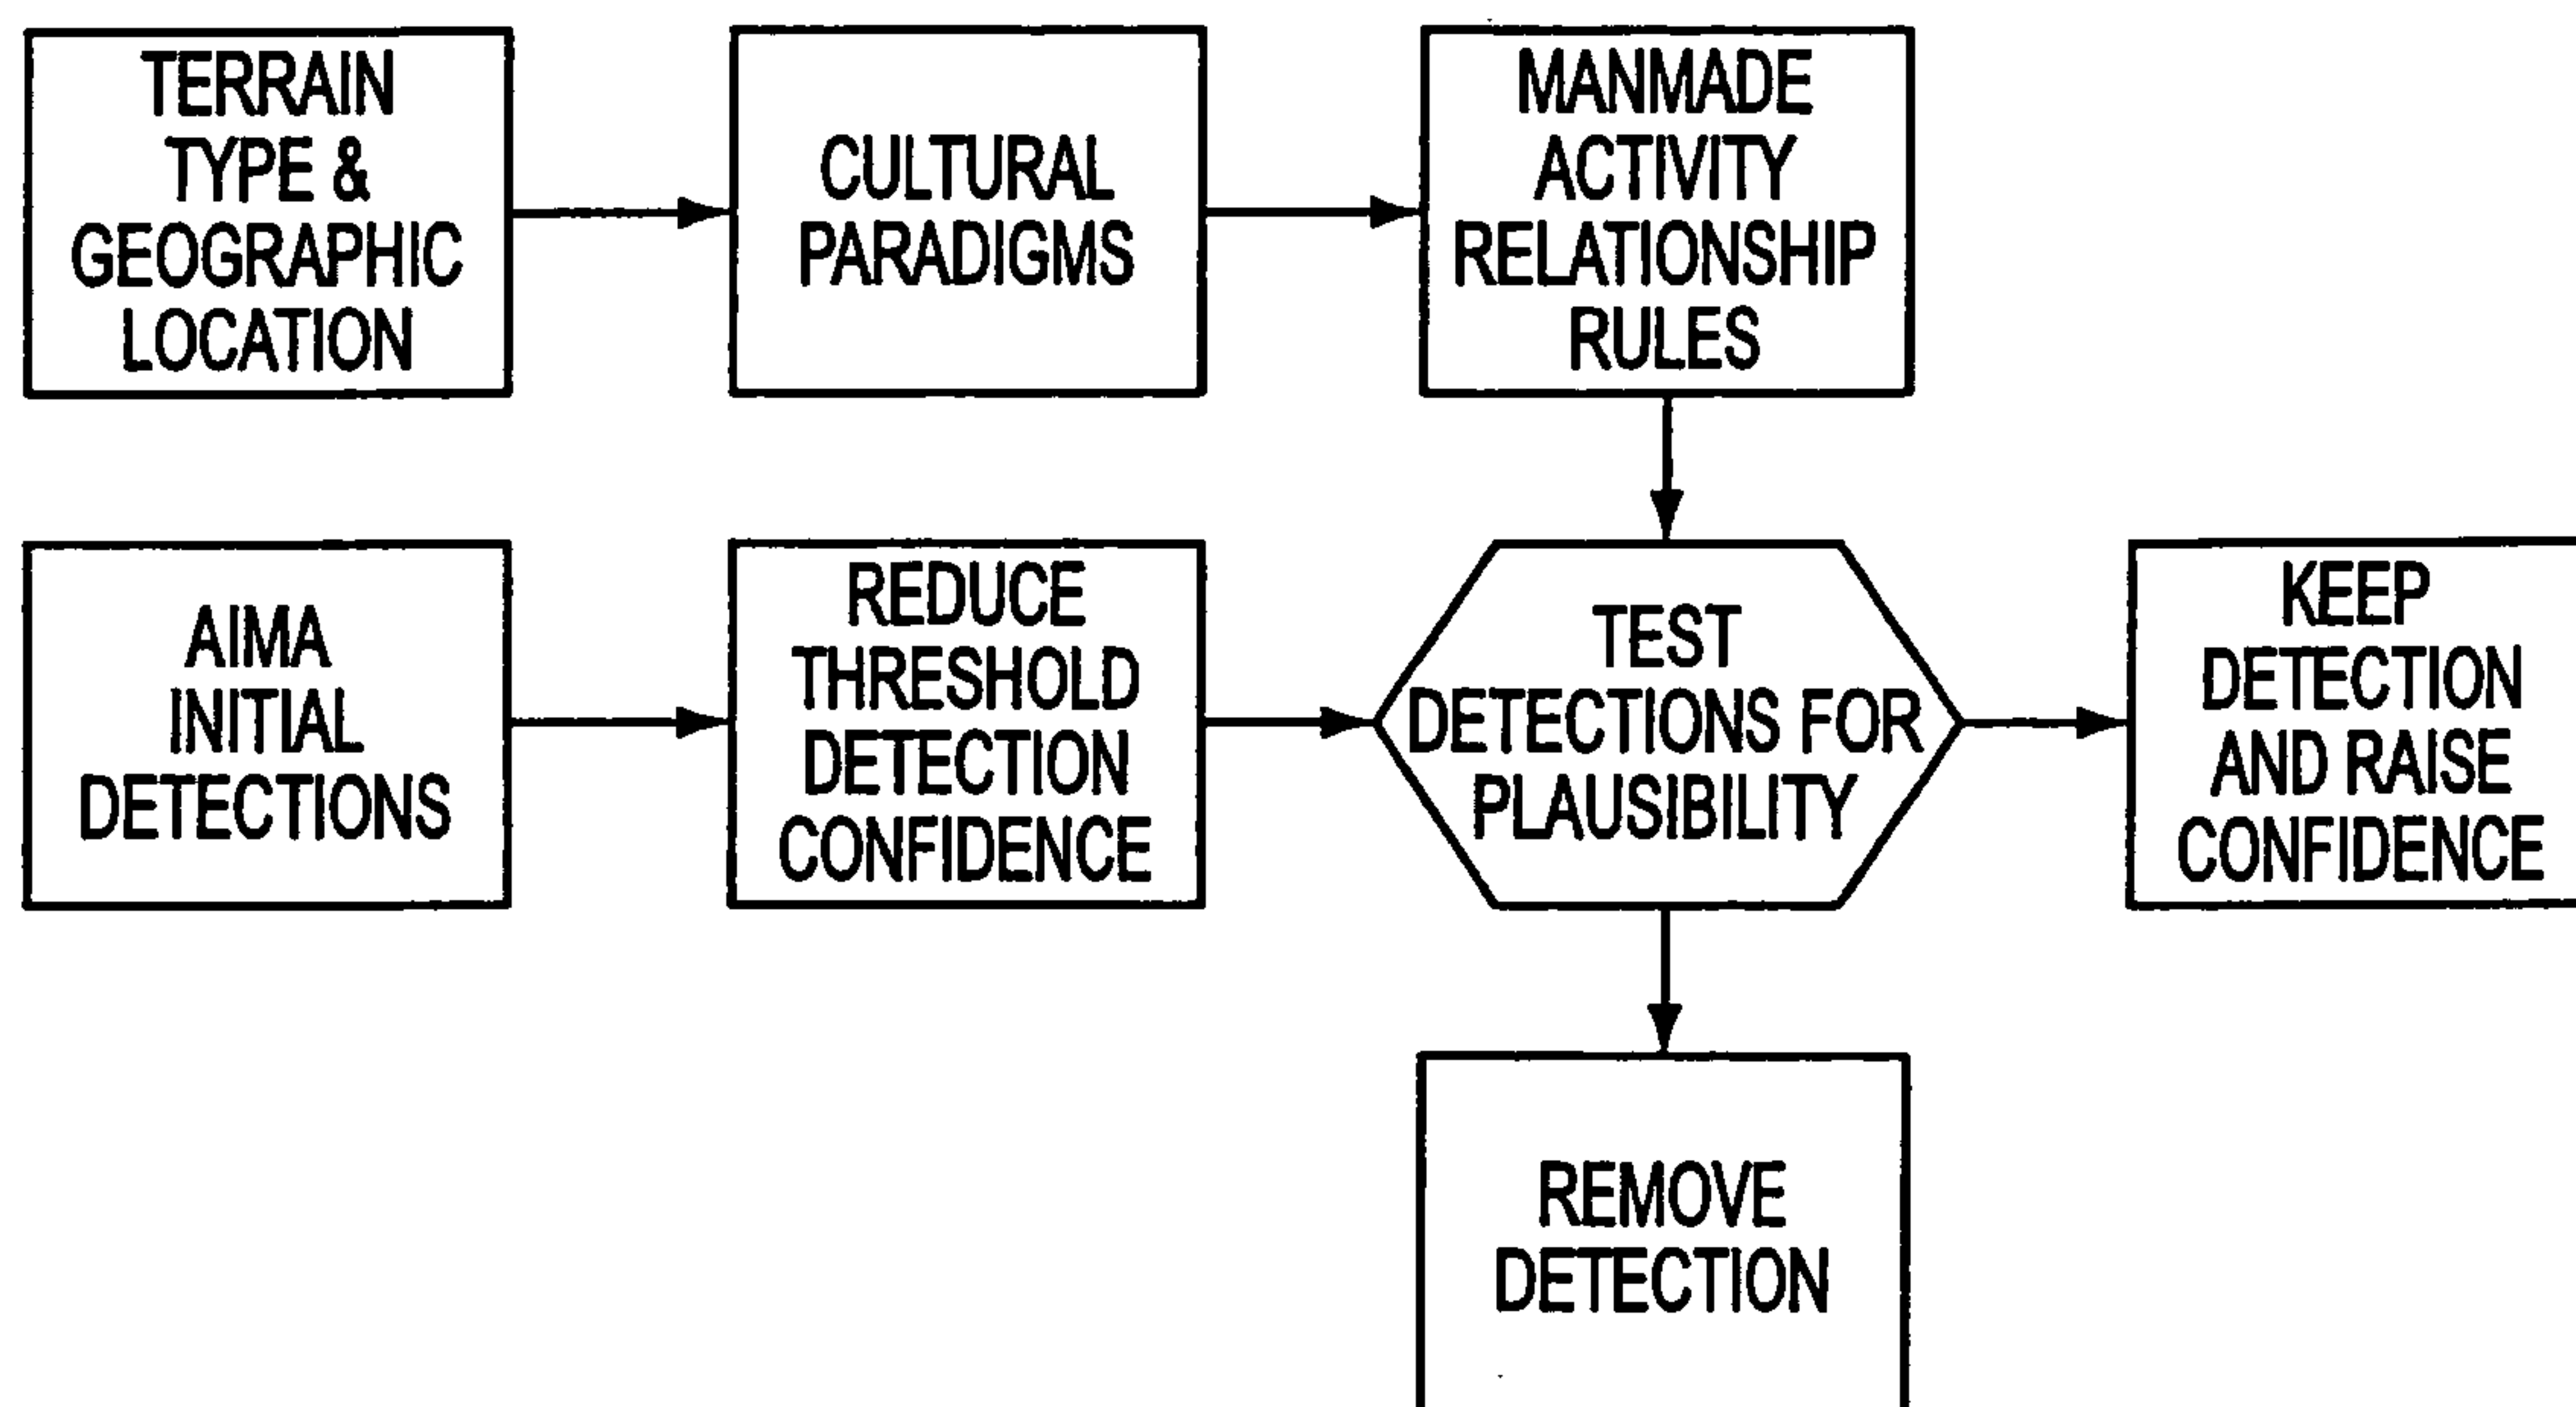 TERRAIN
TYPE &
GEOGRAPHIC
LOCATION
CULTURAL
PARADIGMS
MANMADE
ACTIVITY
RELATIONSHIP
RULES
AIMA
INITIAL
DETECTIONS
REDUCE
THRESHOLD
DETECTION
CONFIDENCE
TEST
DETECTIONS FOR
PLAUSIBILITY
KEEP
DETECTION
AND RAISE
CONFIDENCE
REMOVE
DETECTION